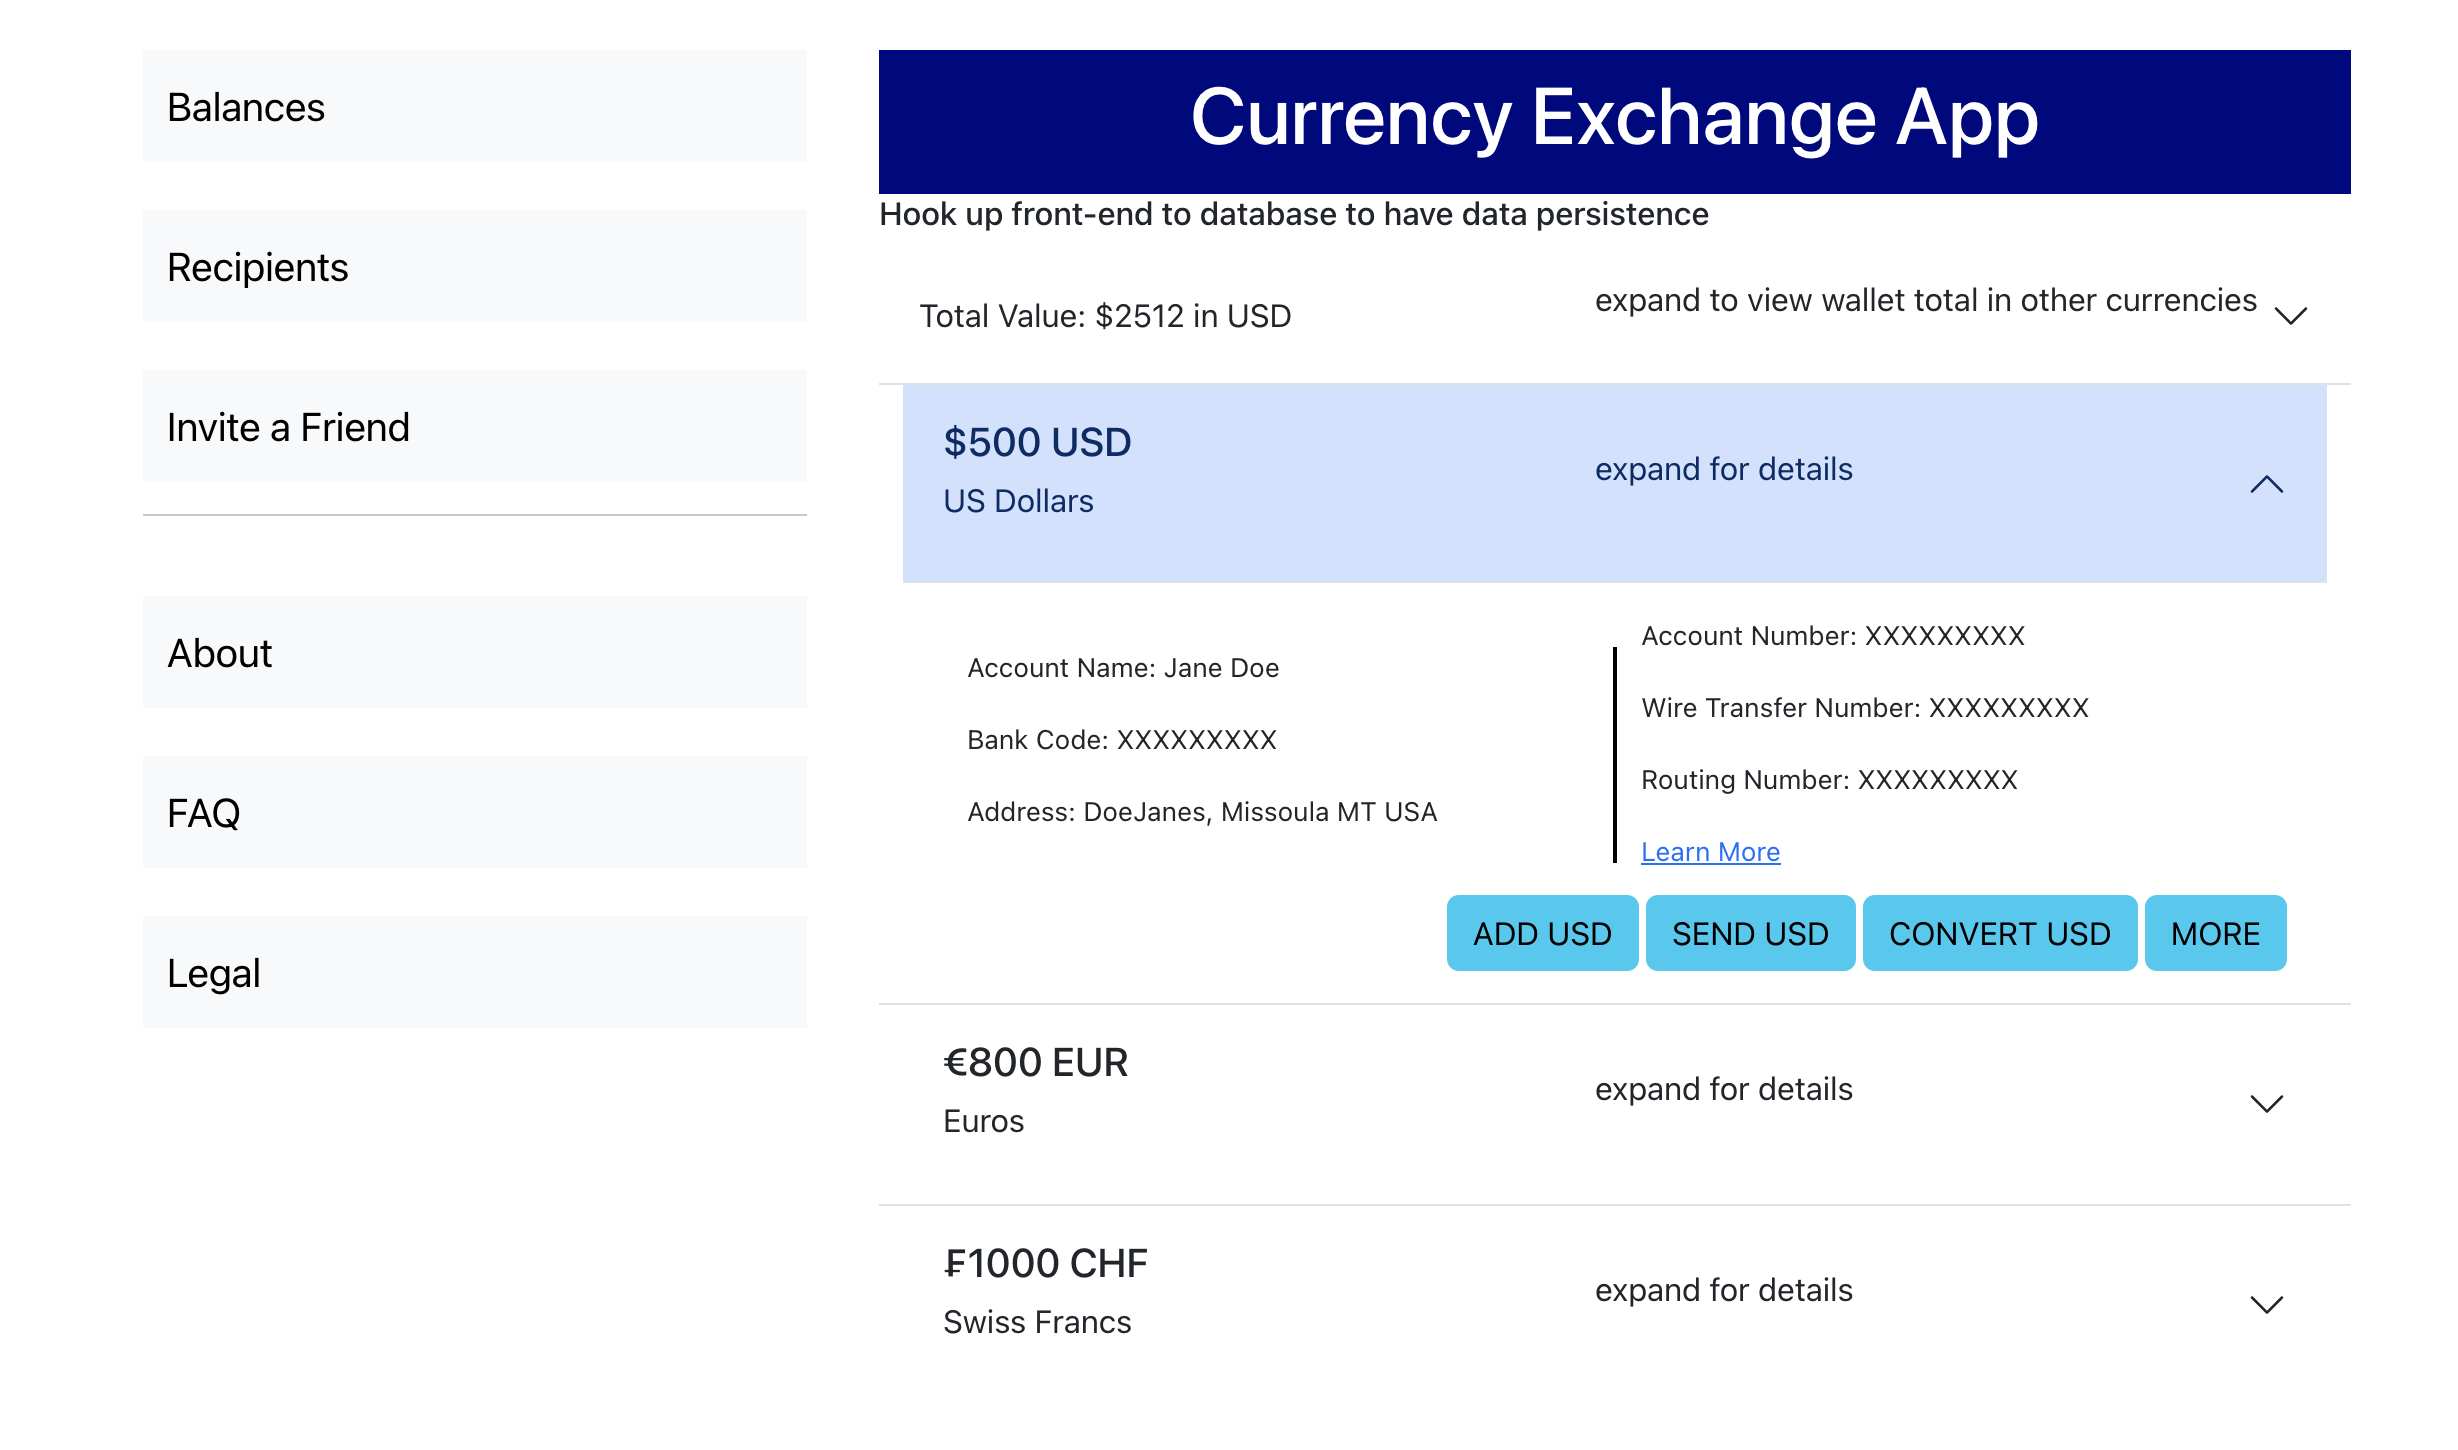 Balances
Recipients
Invite a Friend
About
FAQ
Legal
Currency Exchange App
Hook up front-end to database to have data persistence
Total Value: $2512 in USD
expand to view wallet total in other currencies
$500 USD
US Dollars
expand for details
Account Name: Jane Doe
Bank Code: XXXXXXXXX
Address: DoeJanes, Missoula MT USA
Account Number: XXXXXXXXX
Wire Transfer Number: XXXXXXXXX
Routing Number: XXXXXXXXX
Learn More
ADD USD
SEND USD
CONVERT USD
MORE
€800 EUR
Euros
expand for details
₣1000 CHF
Swiss Francs
expand for details